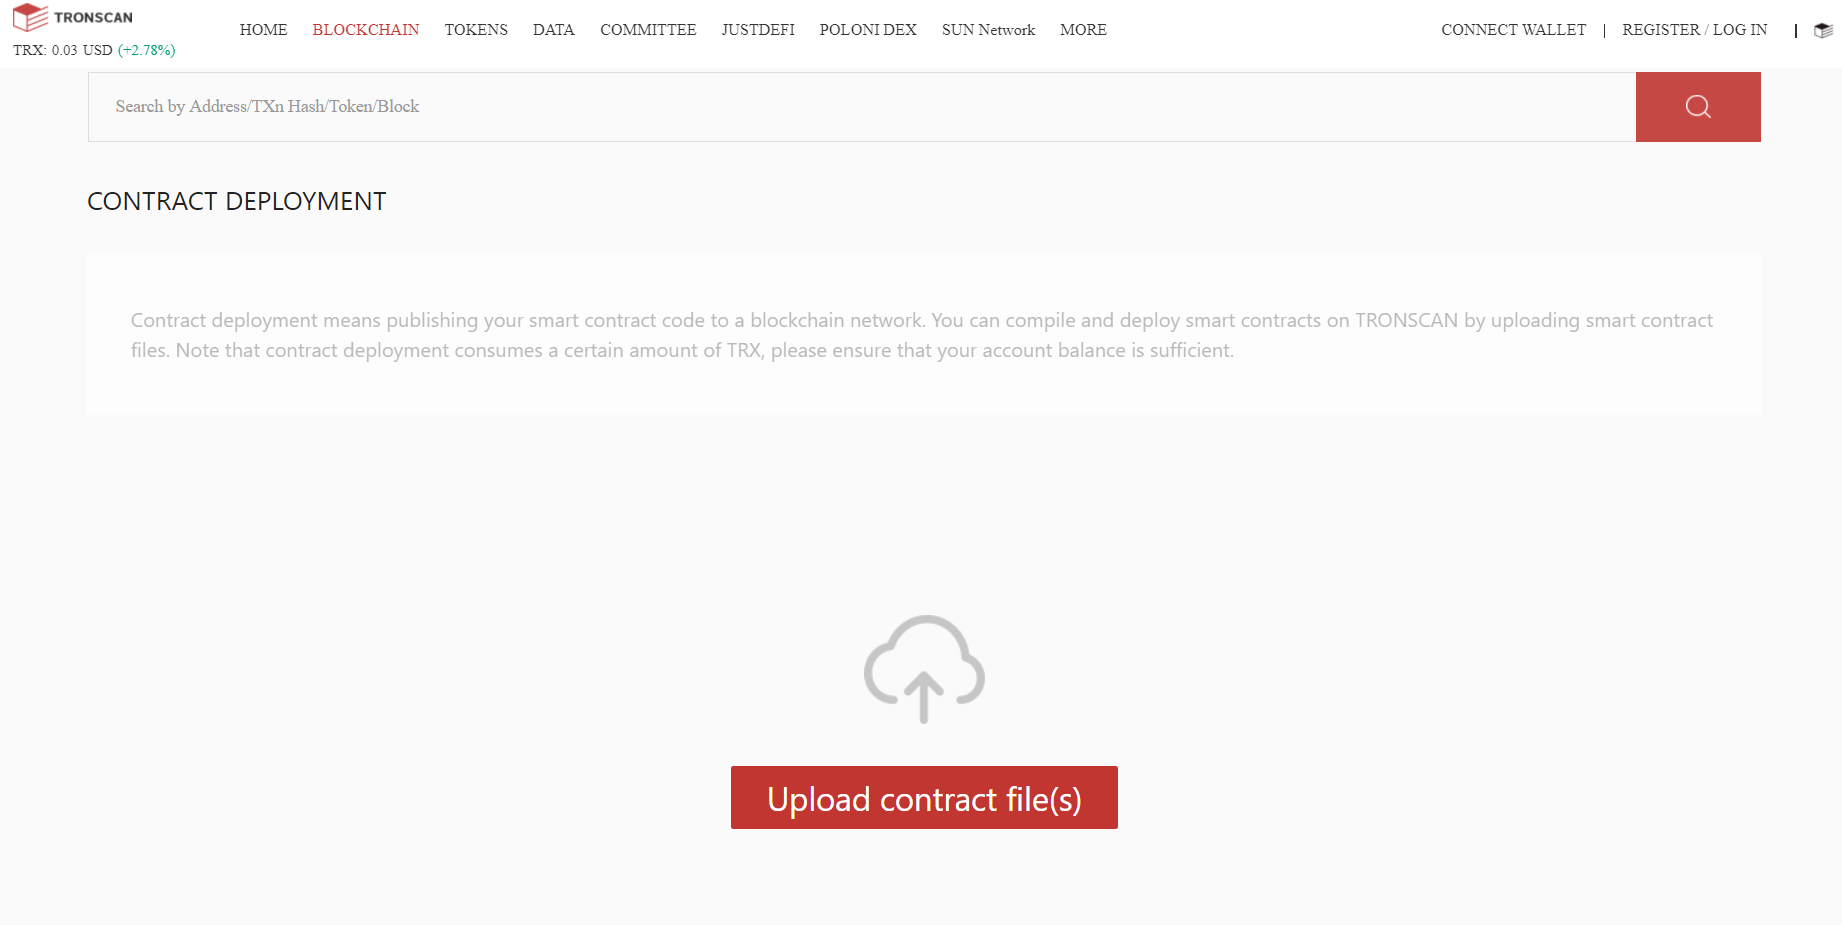 TRONSCAN
TRX: 0.03 USD (+2.78%)
HOME BLOCKCHAIN TOKENS DATA COMMITTEE JUSTDEFI POLONI DEX SUN Network MORE
CONNECT WALLET | REGISTER / LOG IN |
Search by Address/TXn Hash/Token/Block
CONTRACT DEPLOYMENT
Contract deployment means publishing your smart contract code to a blockchain network. You can compile and deploy smart contracts on TRONSCAN by uploading smart contract
files. Note that contract deployment consumes a certain amount of TRX, please ensure that your account balance is sufficient.
Upload contract file(s)